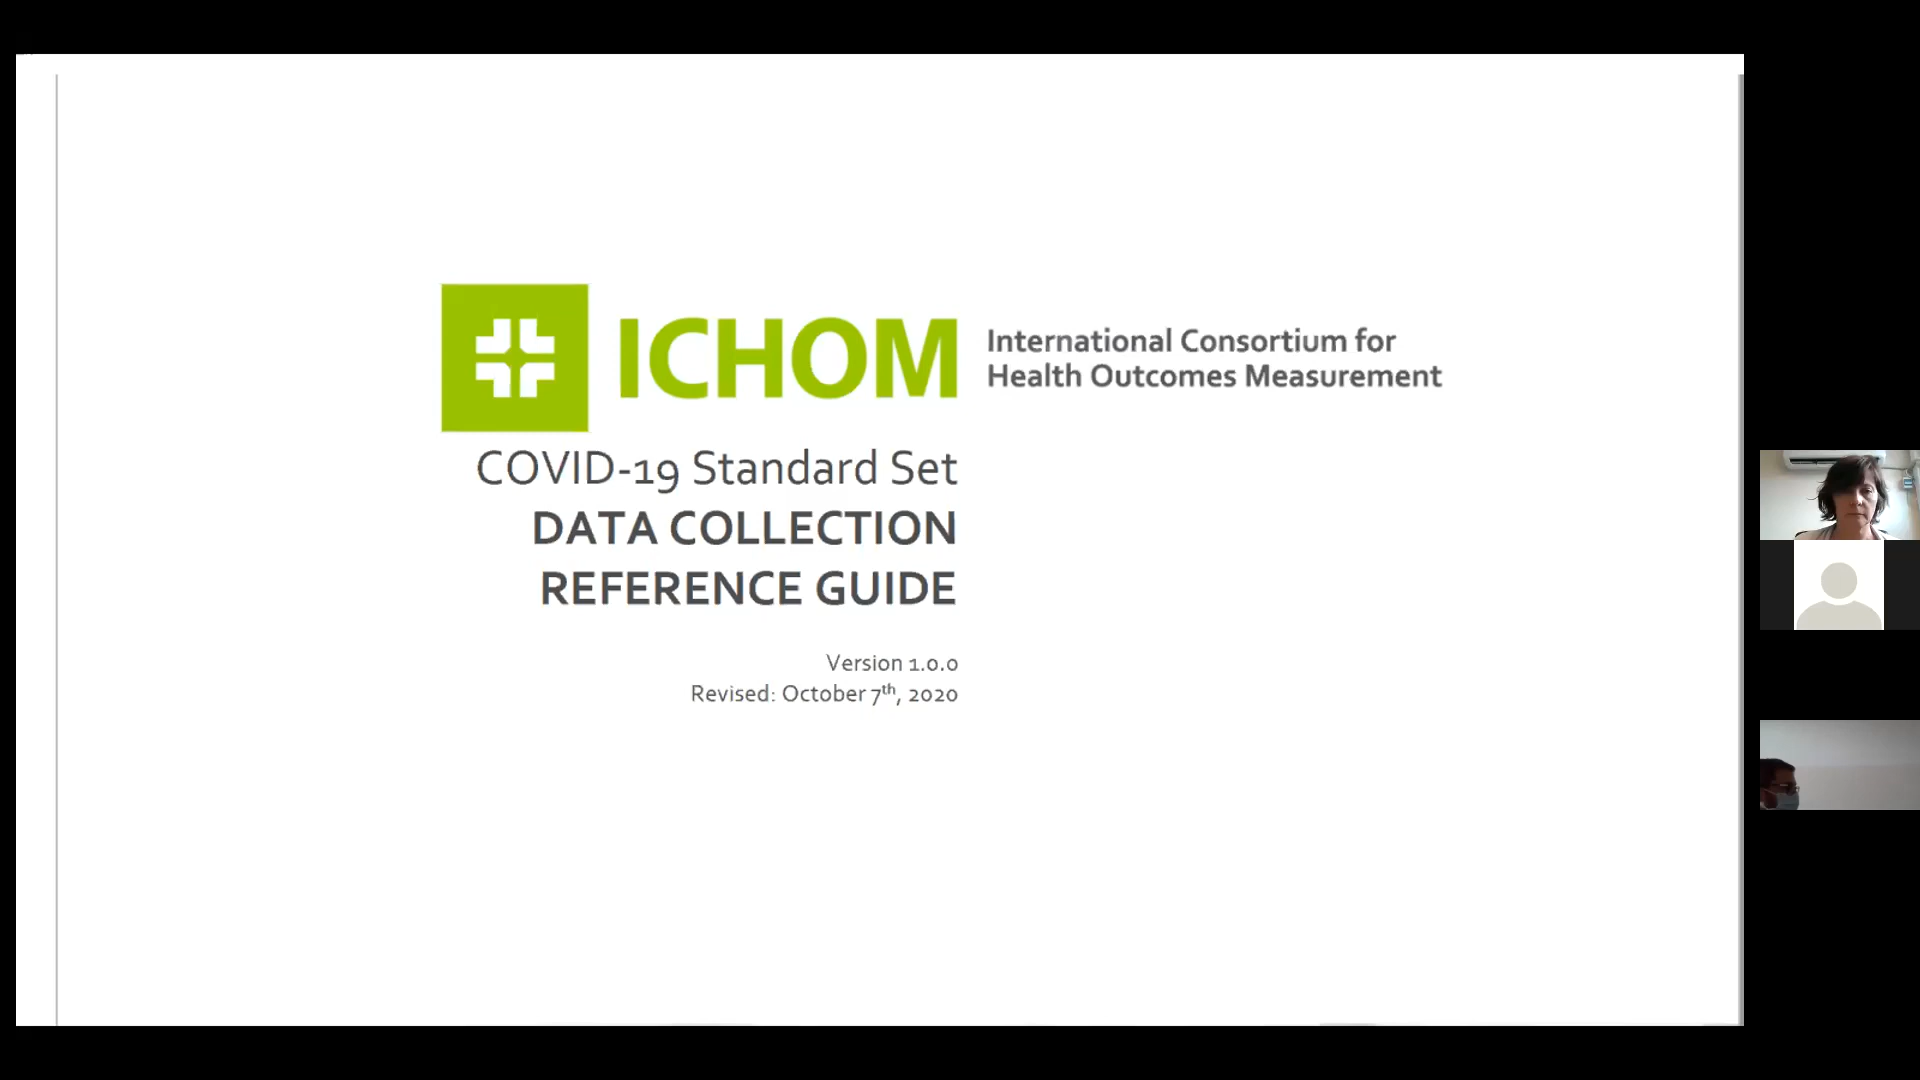 ICHOM
International Consortium for
Health Outcomes Measurement
COVID-19 Standard Set
DATA COLLECTION
REFERENCE GUIDE
Version 1.0.0
Revised: October 7th, 2020